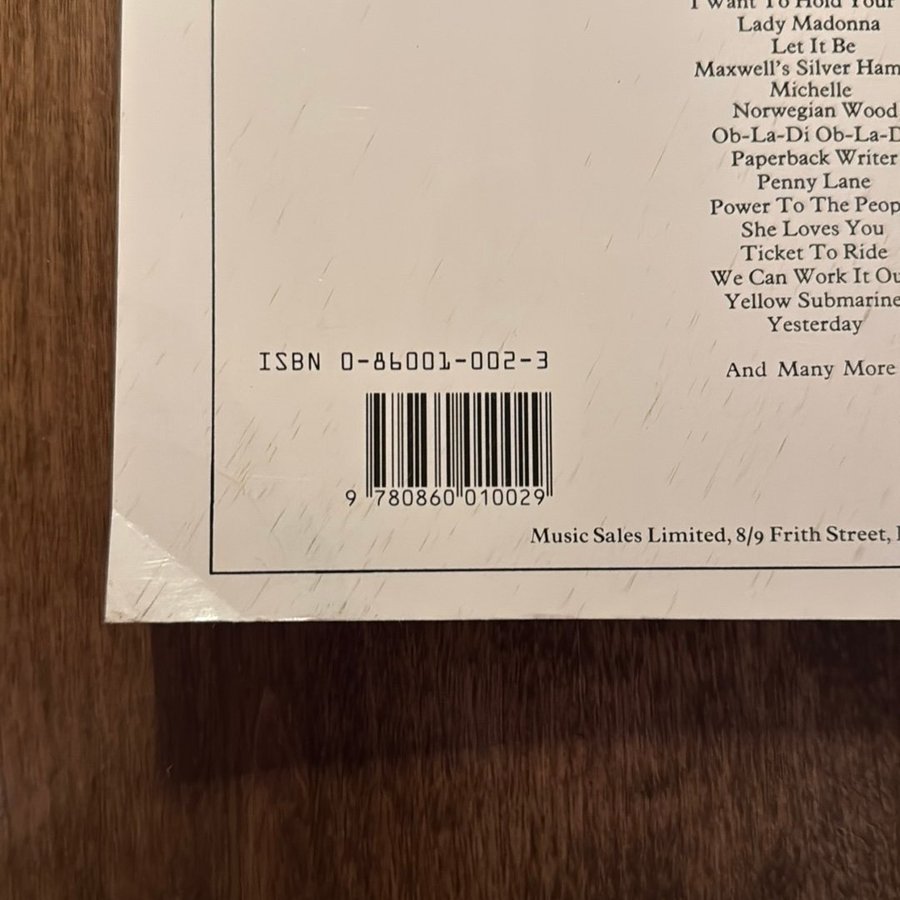 I Want To Hold Your
Lady Madonna
Let It Be
Maxwell's Silver Ham
Michelle
Norwegian Wood
Ob-La-Di Ob-La-D
Paperback Writer
Penny Lane
Power To The Peop
She Loves You
Ticket To Ride
We Can Work It Ou
Yellow Submarine
Yesterday
And Many More
ISBN 0-86001-002-3
9 780860 010029
Music Sales Limited, 8/9 Frith Street,